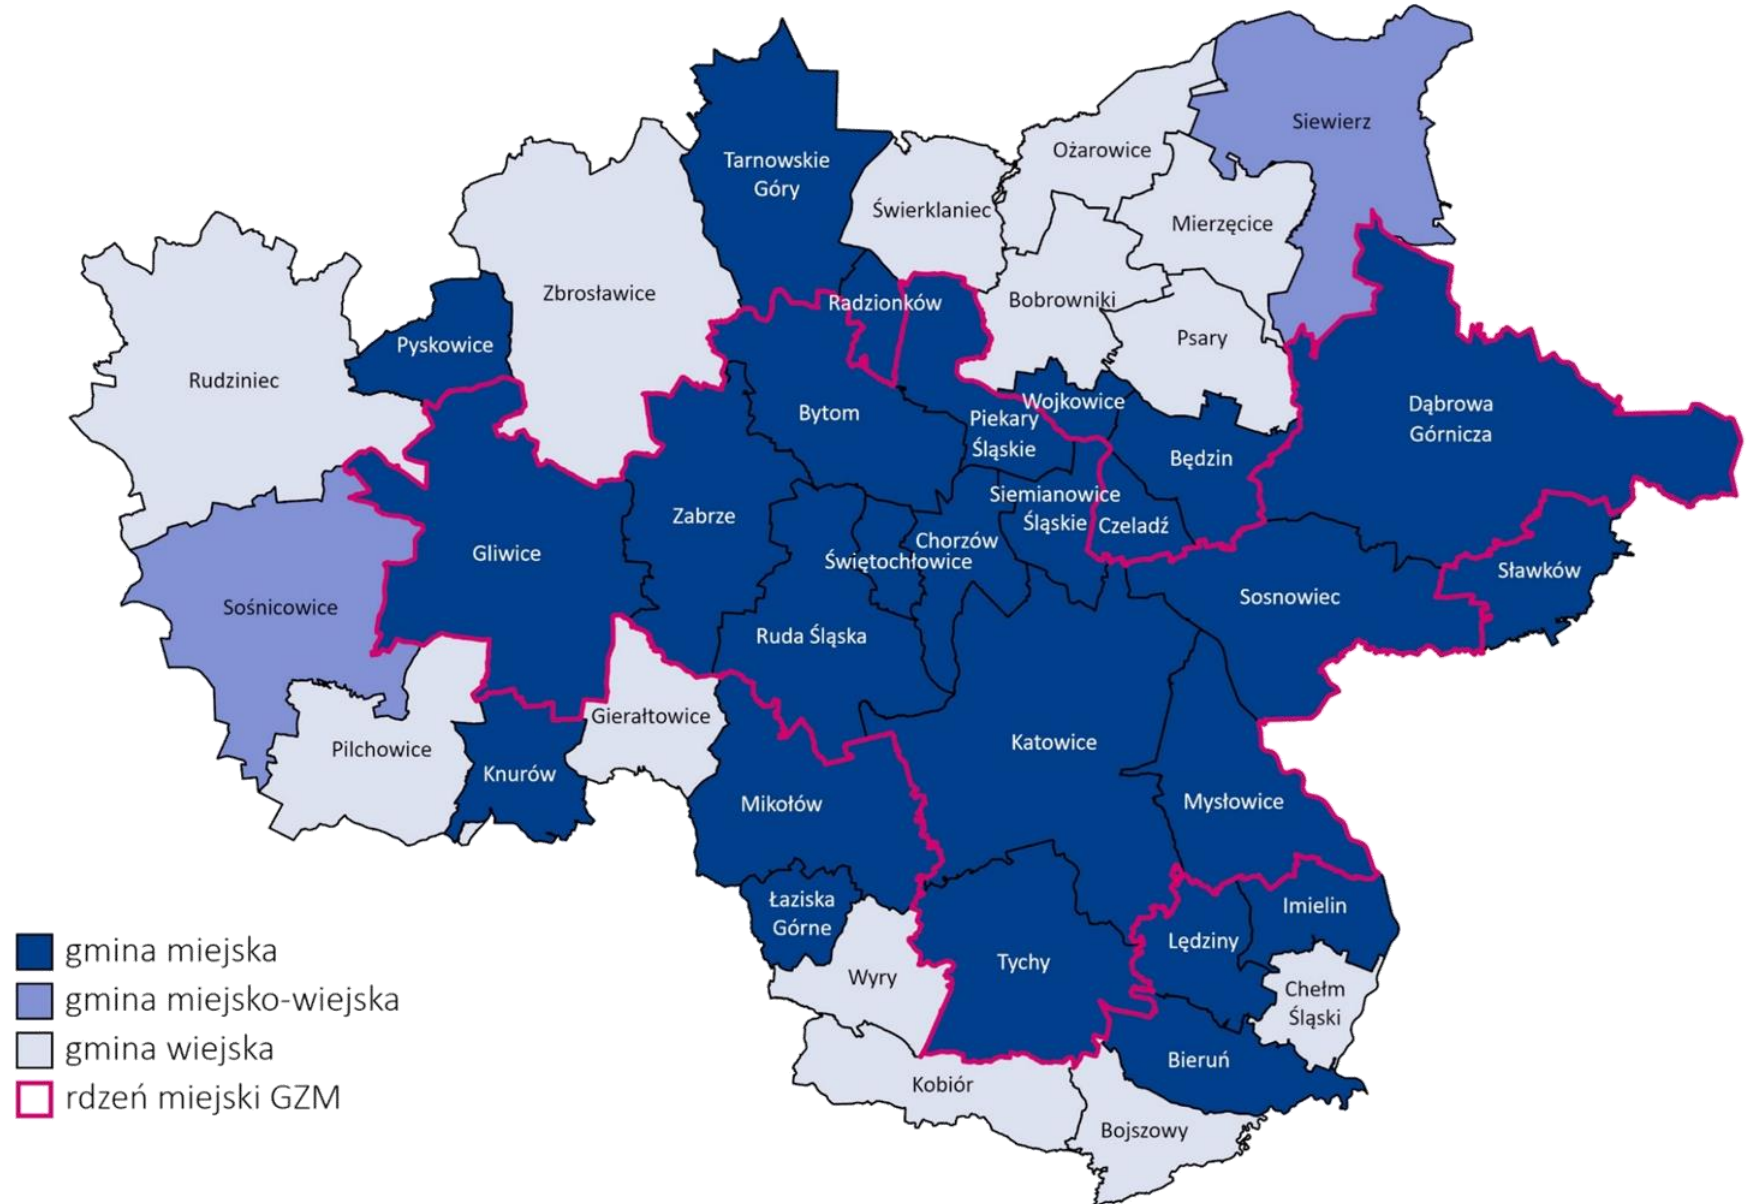 Siewierz
Ożarowice
Tarnowskie
Góry
Świerklaniec
Mierzęcice
Zbrosławice
Radzionków
Bobrowniki
Psary
Pyskowice
Rudziniec
Dąbrowa
Górnicza
Bytom
Wojkowice
Piekary
Śląskie
Będzin
Siemianowice
Śląskie
Czeladź
Zabrze
Chorzów
Świętochłowice
Gliwice
Sławków
Sosnowiec
Sośnicowice
Ruda Śląska
Gierałtowice
Katowice
Pilchowice
Knurów
Mikołów
Mysłowice
Łaziska
Górne
Imielin
Lędziny
Tychy
Wyry
Chełm
Śląski
Bieruń
Kobiór
Bojszowy
gmina miejska
gmina miejsko-wiejska
gmina wiejska
rdzeń miejski GZM